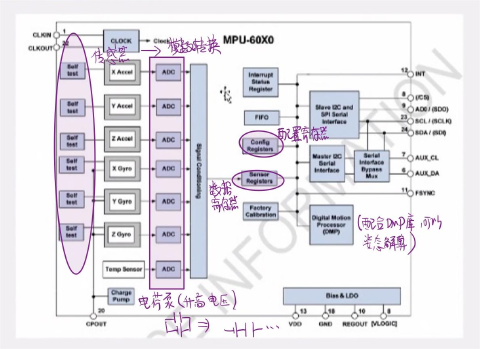 CLKIN 1
CLKOUT
CLOCK
Clock
MPU-60X0
传感器 → 模数转换
Self test
X Accel
ADC
Self test
Y Accel
ADC
Self test
Z Accel
ADC
Self test
X Gyro
ADC
Self test
Y Gyro
ADC
Self test
Z Gyro
ADC
Temp Sensor
ADC
Signal Conditioning
Interrupt Status Register
FIFO
Config Registers
配置寄存器
Sensor Registers
数据寄存器
Factory Calibration
Slave I2C and SPI Serial Interface
Master I2C Serial Interface
Serial Interface Bypass Mux
Digital Motion Processor (DMP)
(配合DMP库 可以
姿态解算)
12 INT
8 (/CS)
9 AD0 / (SDO)
23 SCL / (SCLK)
24 SDA / (SDI)
7 AUX_CL
6 AUX_DA
11 FSYNC
Charge Pump
电荷泵(升高电压)
20
CPOUT
Bias & LDO
13 18 10 8
VDD GND REGOUT [VLOGIC]
INFORMATION